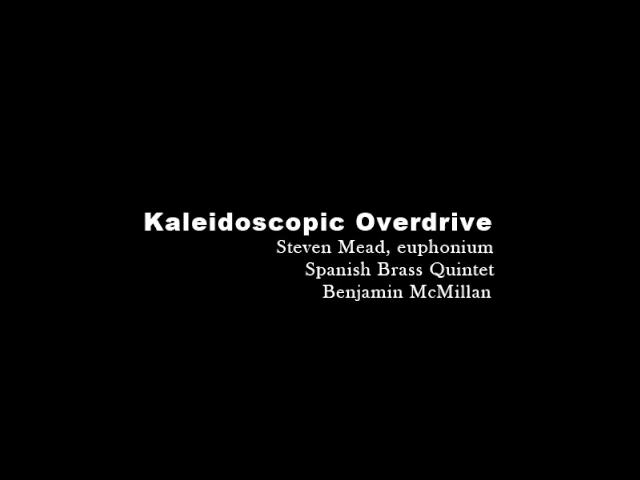 Kaleidoscopic Overdrive
Steven Mead, euphonium
Spanish Brass Quintet
Benjamin McMillan